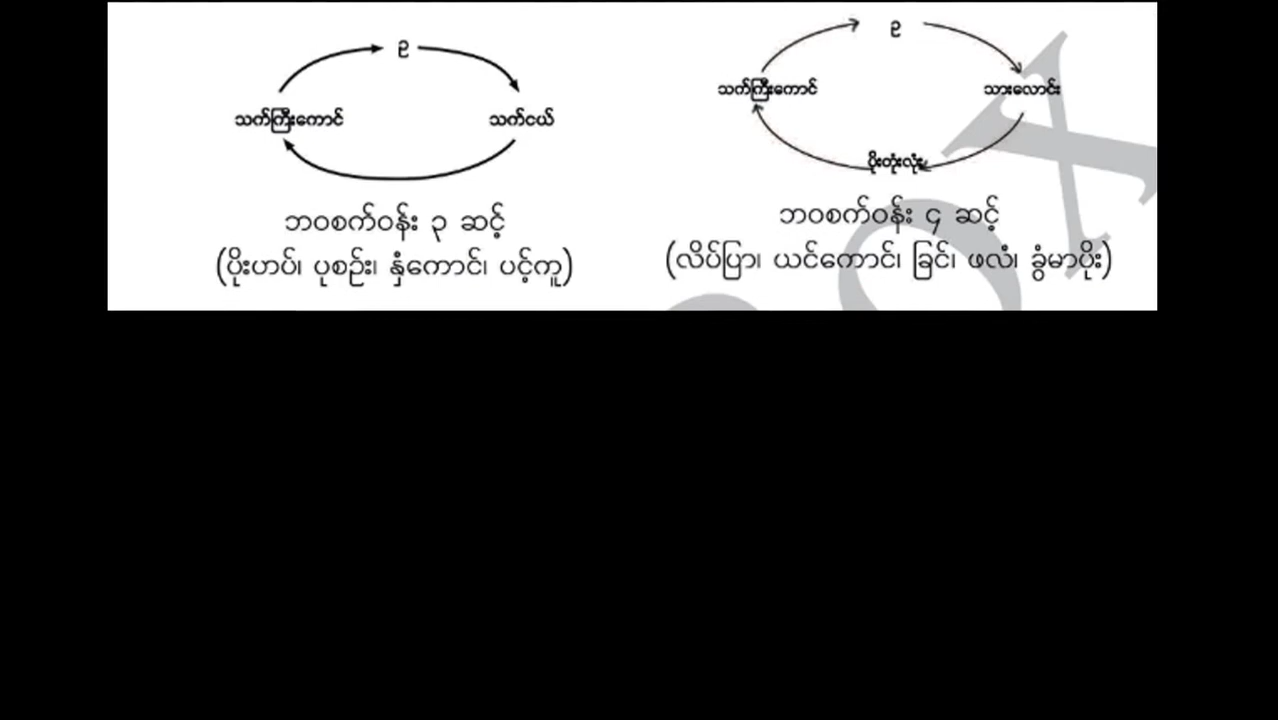 ဥ
သက်ကြီးကောင်
သက်ငယ်
ဘဝစက်ဝန်း ၃ ဆင့်
(ပိုးဟပ်၊ ပုစဉ်း၊ နှံကောင်၊ ပင့်ကူ)
ဥ
သက်ကြီးကောင်
သားလောင်း
ပိုးတုံးလုံး
ဘဝစက်ဝန်း ၄ ဆင့်
(လိပ်ပြာ၊ ယင်ကောင်၊ ခြင်၊ ဖလံ၊ ခွံမာပိုး)